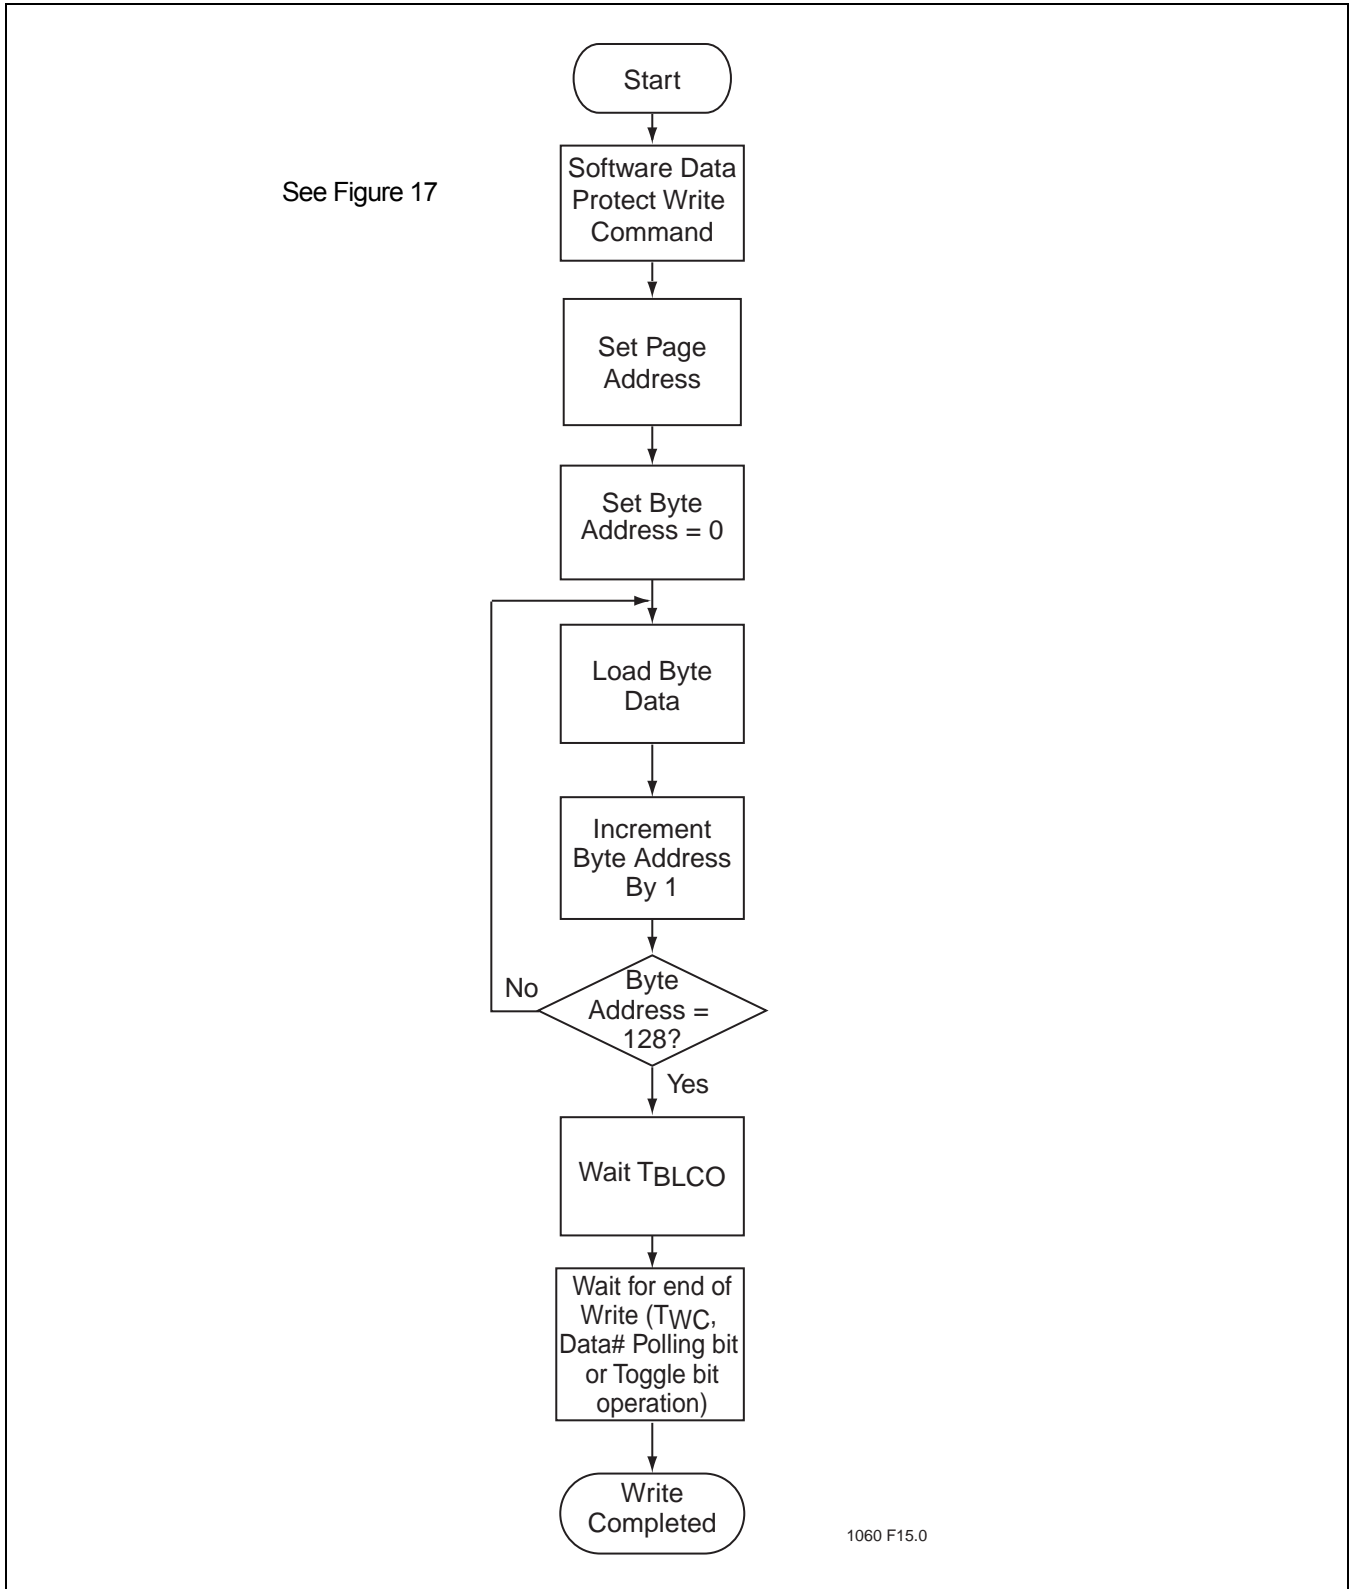 Start
See Figure 17
Software Data
Protect Write
Command
Set Page
Address
Set Byte
Address = 0
Load Byte
Data
Increment
Byte Address
By 1
No
Byte
Address =
128?
Yes
Wait TBLCO
Wait for end of
Write (TWC,
Data# Polling bit
or Toggle bit
operation)
Write
Completed
1060 F15.0